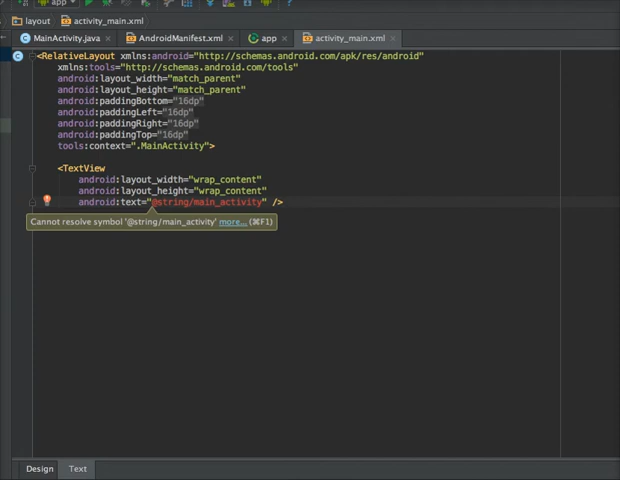 app
layout
activity_main.xml
MainActivity.java
AndroidManifest.xml
app
activity_main.xml
<RelativeLayout xmlns:android="http://schemas.android.com/apk/res/android"
xmlns:tools="http://schemas.android.com/tools"
android:layout_width="match_parent"
android:layout_height="match_parent"
android:paddingBottom="16dp"
android:paddingLeft="16dp"
android:paddingRight="16dp"
android:paddingTop="16dp"
tools:context=".MainActivity">
<TextView
android:layout_width="wrap_content"
android:layout_height="wrap_content"
android:text="@string/main_activity" />
Cannot resolve symbol '@string/main_activity' more... (⌘F1)
Design
Text